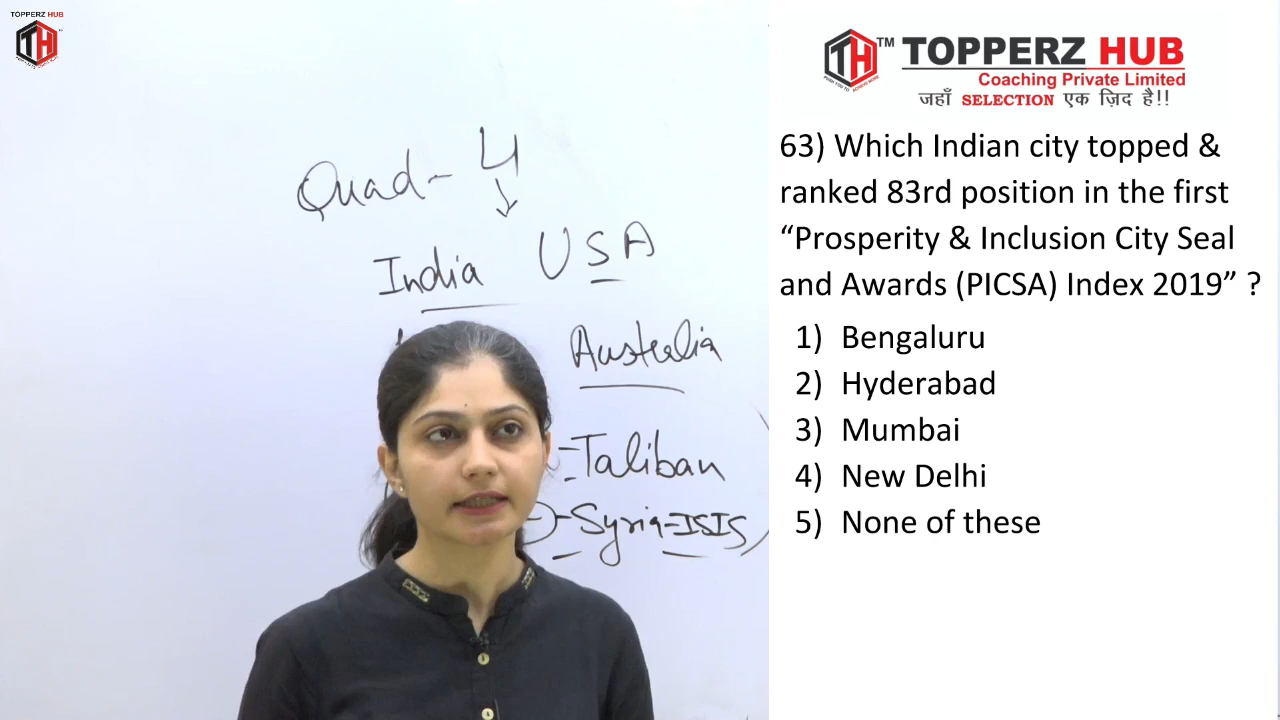 TOPPERZ HUB
TH
Quad - 4
India USA
Australia
- Taliban
- Syria-ISIS
TH™ TOPPERZ HUB
Coaching Private Limited
जहाँ SELECTION एक ज़िद है!!
63) Which Indian city topped &
ranked 83rd position in the first
“Prosperity & Inclusion City Seal
and Awards (PICSA) Index 2019” ?
1) Bengaluru
2) Hyderabad
3) Mumbai
4) New Delhi
5) None of these